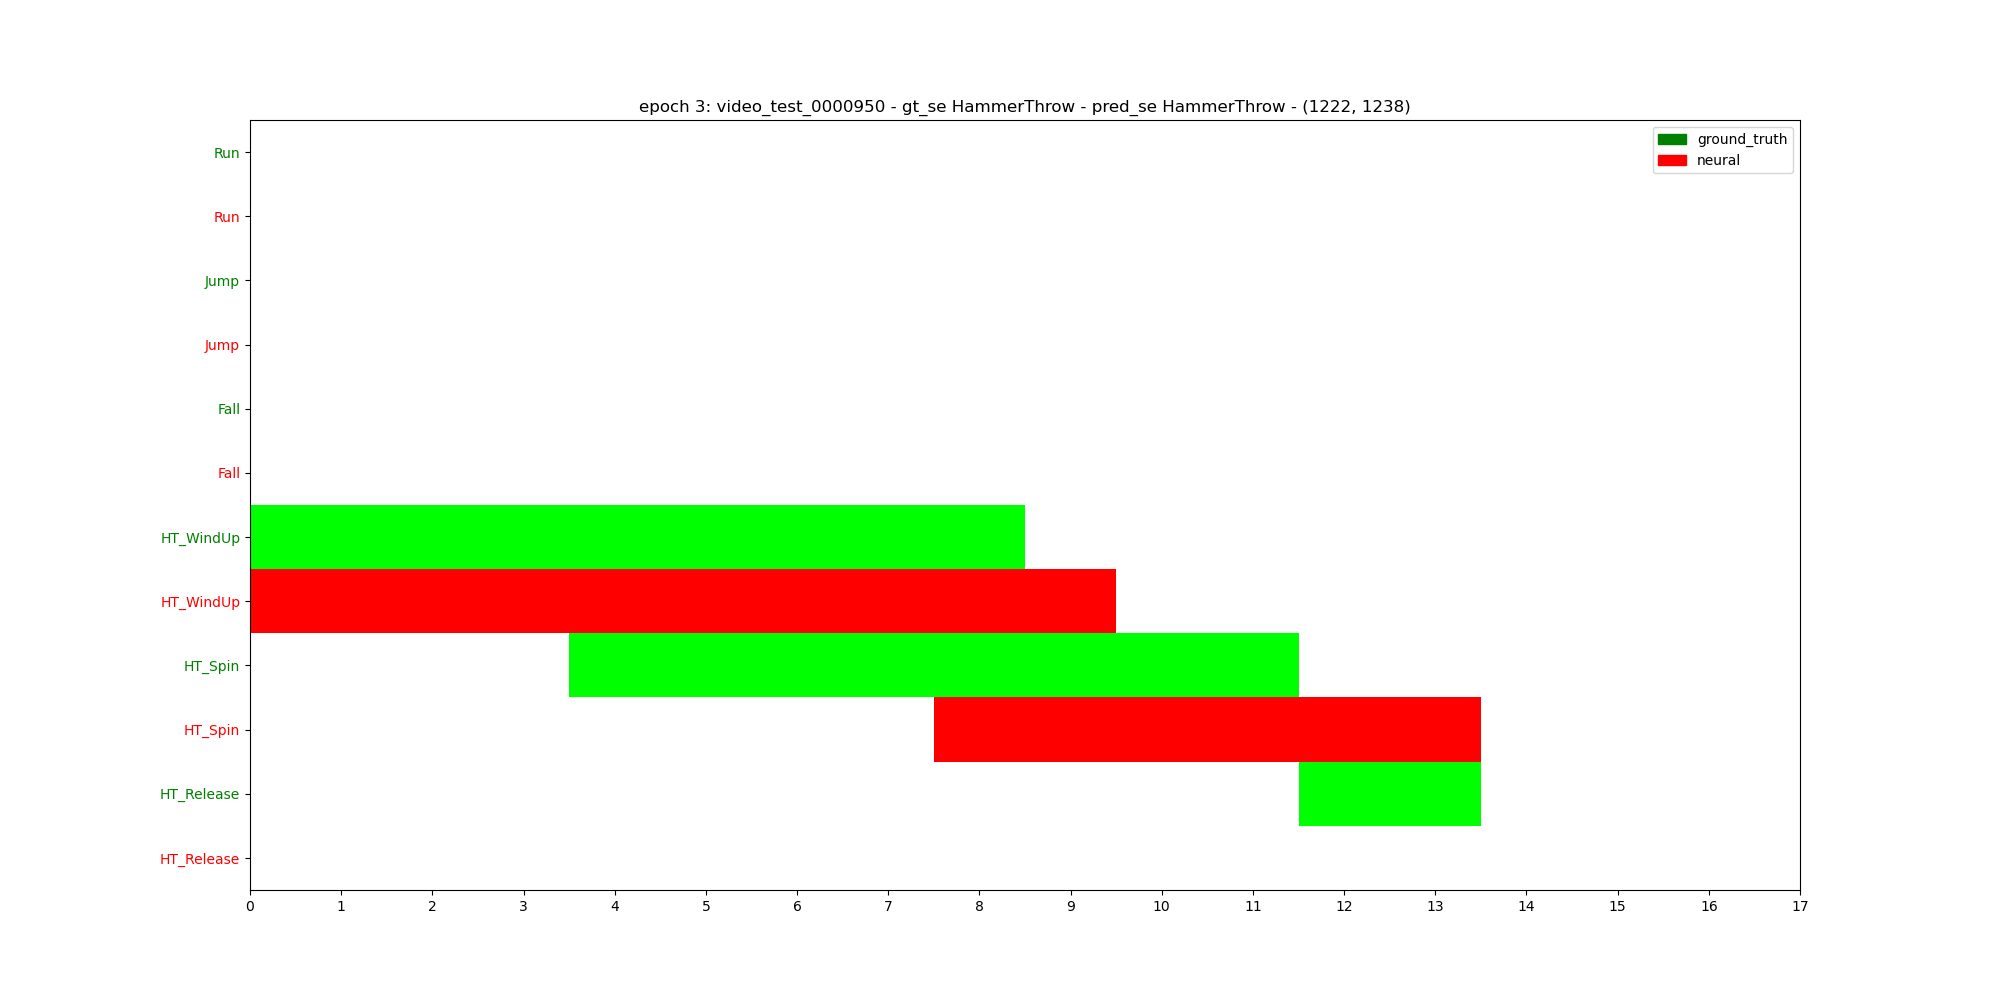 epoch 3: video_test_0000950 - gt_se HammerThrow - pred_se HammerThrow - (1222, 1238)
ground_truth
neural
Run
Run
Jump
Jump
Fall
Fall
HT_WindUp
HT_WindUp
HT_Spin
HT_Spin
HT_Release
HT_Release
0 1 2 3 4 5 6 7 8 9 10 11 12 13 14 15 16 17